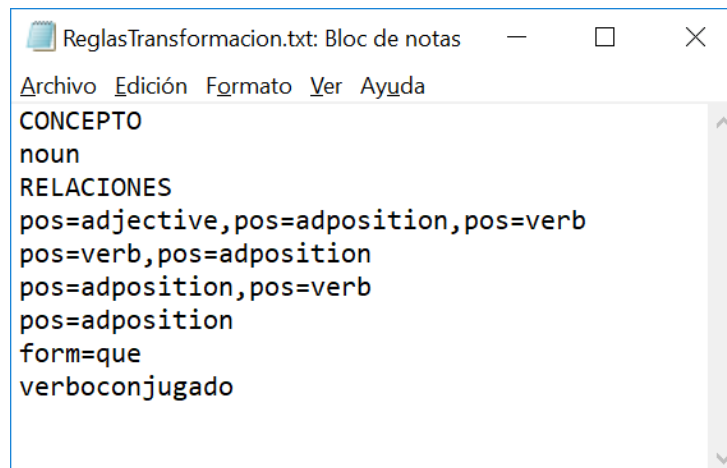 ReglasTransformacion.txt: Bloc de notas
Archivo Edición Formato Ver Ayuda
CONCEPTO
noun
RELACIONES
pos=adjective,pos=adposition,pos=verb
pos=verb,pos=adposition
pos=adposition,pos=verb
pos=adposition
form=que
verboconjugado